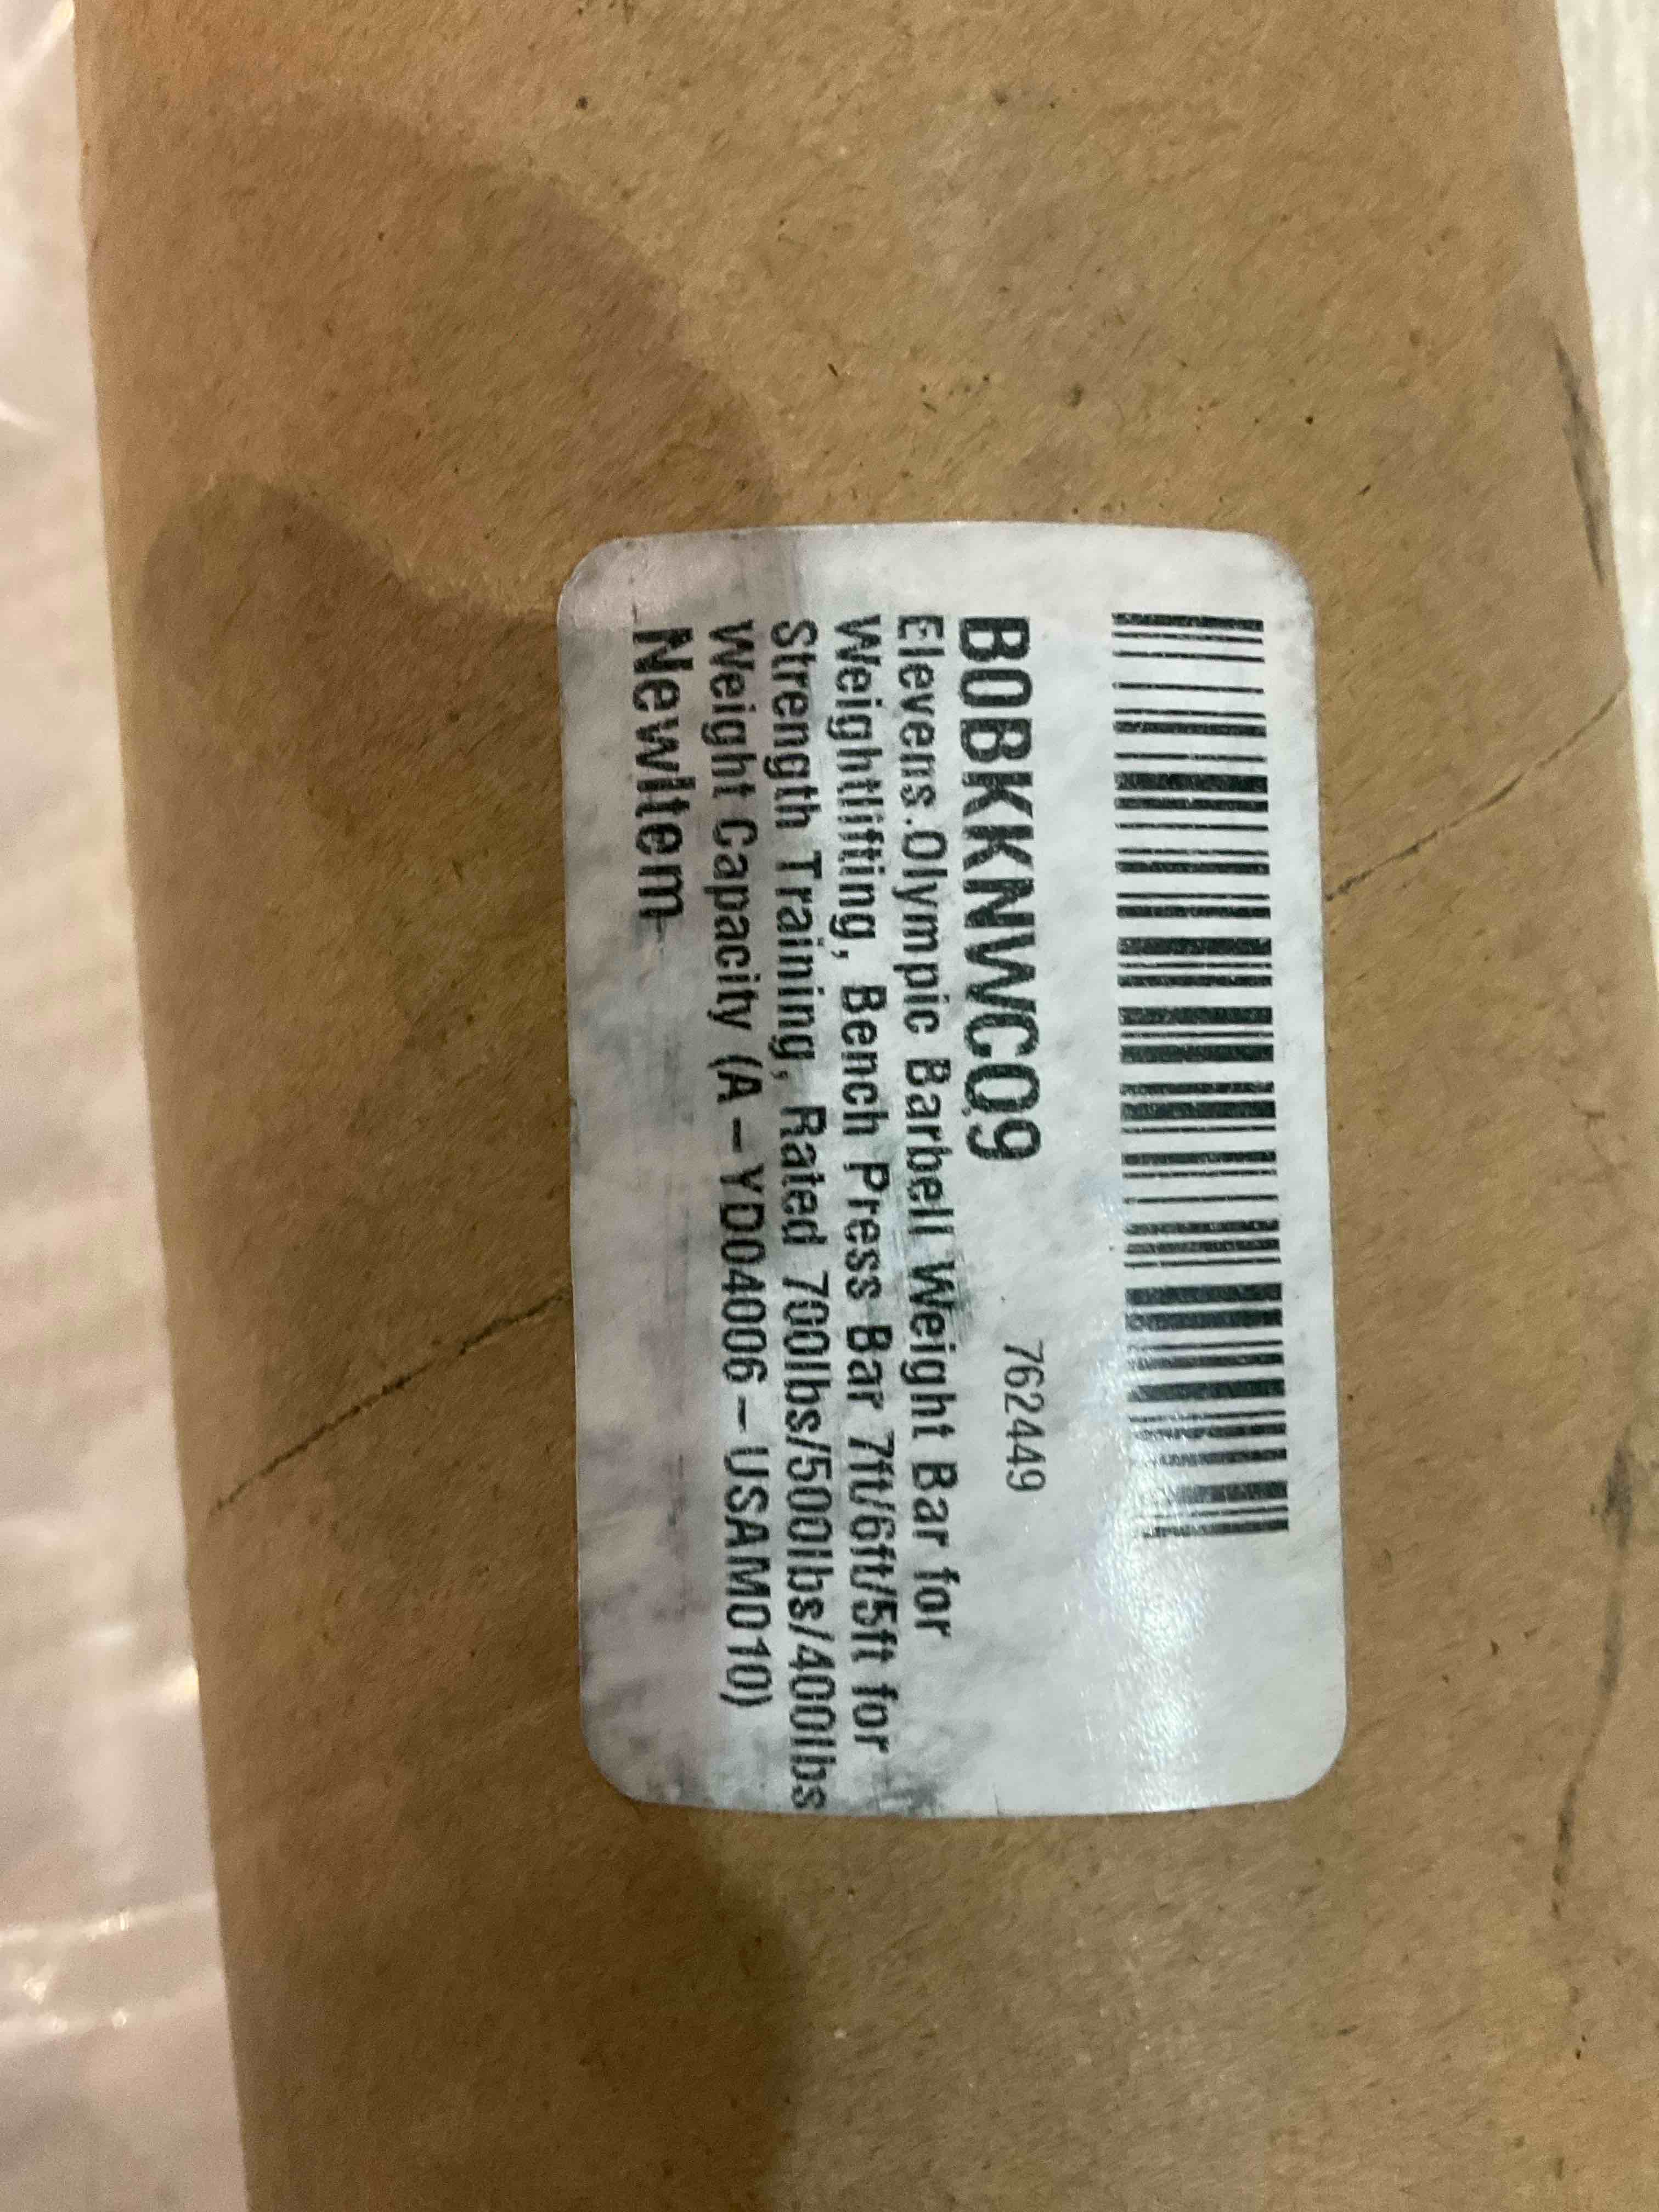 B0BKKNWCQ9
762449
Elevens.Olympic Barbell Weight Bar for
Weightlifting, Bench Press Bar 7ft/6ft/5ft for
Strength Training, Rated 700lbs/500lbs/400lbs
Weight Capacity (A – YD04006 – USAM010)
NewItem